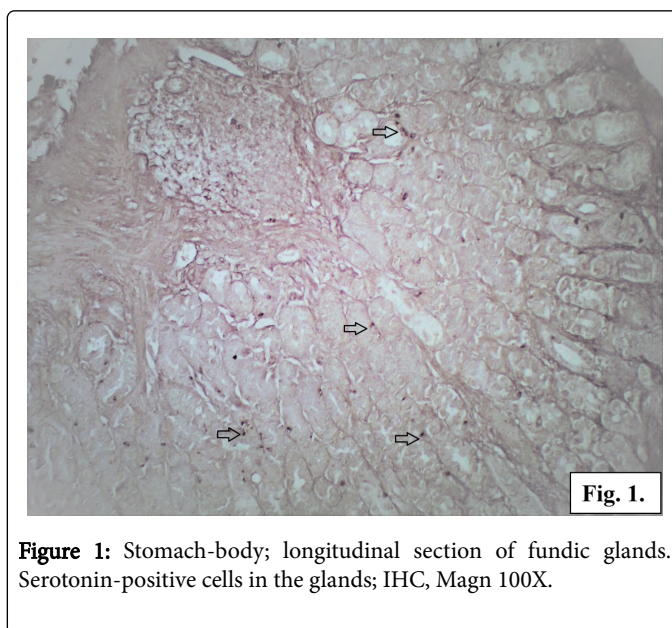 Fig. 1.
Figure 1: Stomach-body; longitudinal section of fundic glands.
Serotonin-positive cells in the glands; IHC, Magn 100X.